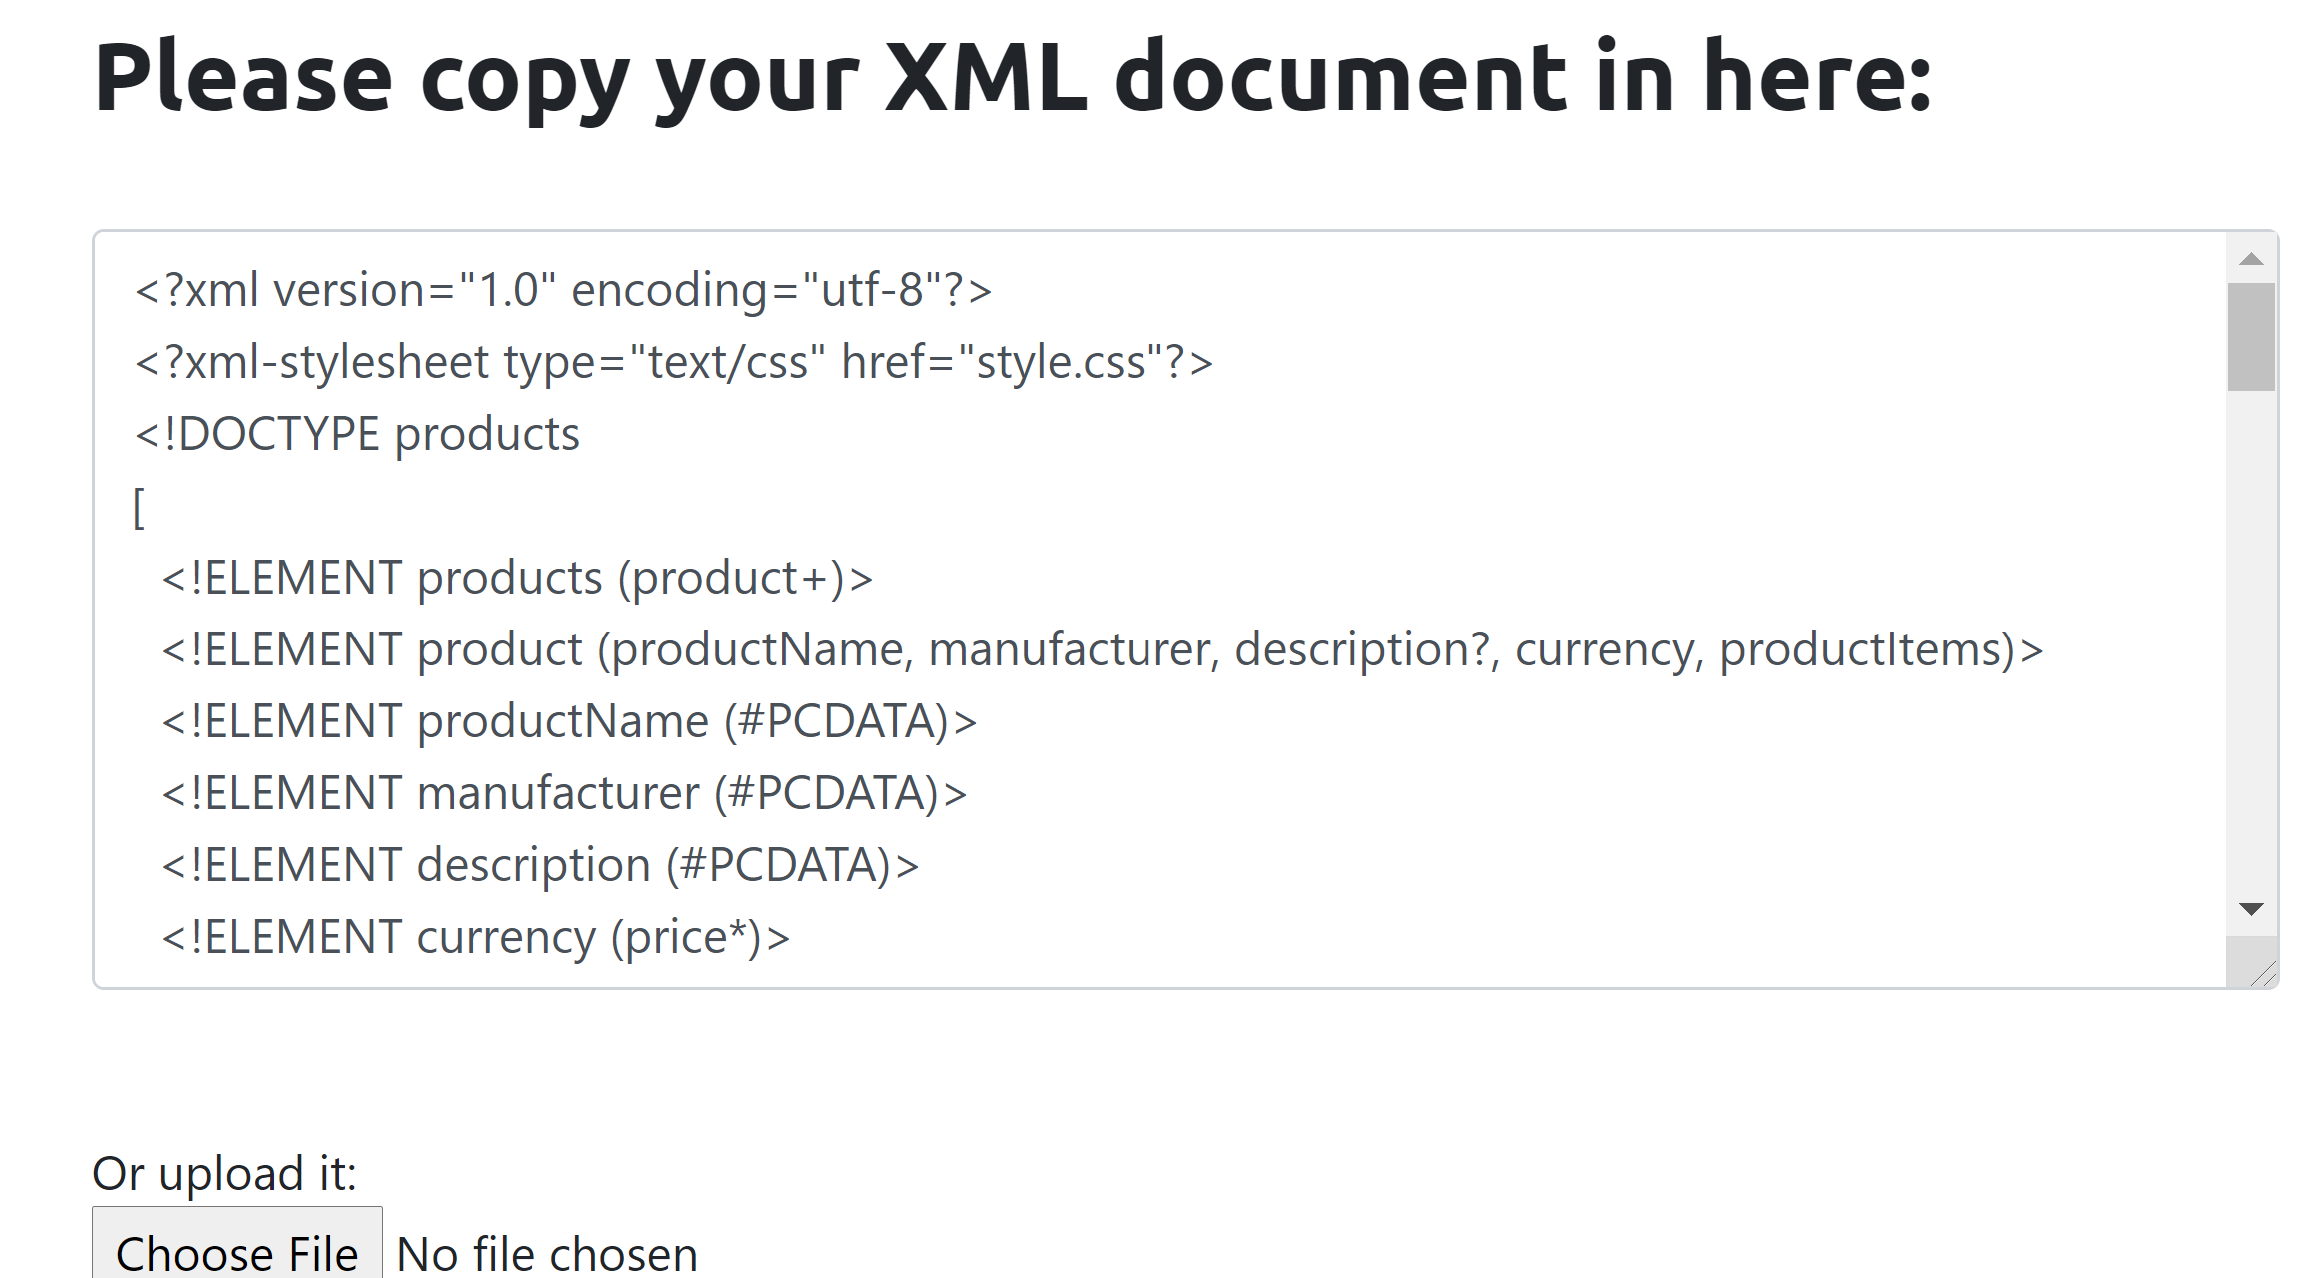 Please copy your XML document in here:
<?xml version="1.0" encoding="utf-8"?>
<?xml-stylesheet type="text/css" href="style.css"?>
<!DOCTYPE products
[
<!ELEMENT products (product+)>
<!ELEMENT product (productName, manufacturer, description?, currency, productItems)>
<!ELEMENT productName (#PCDATA)>
<!ELEMENT manufacturer (#PCDATA)>
<!ELEMENT description (#PCDATA)>
<!ELEMENT currency (price*)>
Or upload it:
Choose File No file chosen